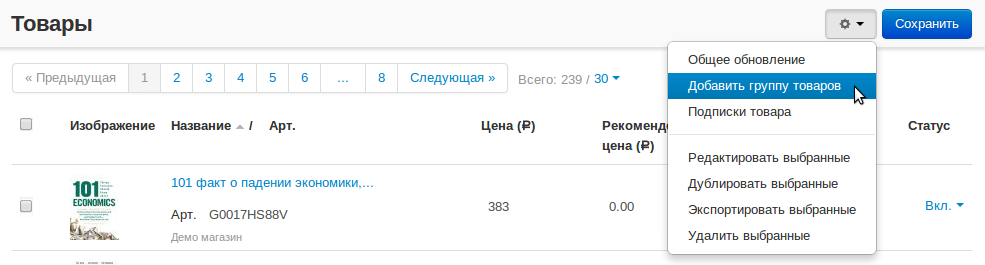 Товары
Сохранить
Общее обновление
Добавить группу товаров
Подписки товара
Редактировать выбранные
Дублировать выбранные
Экспортировать выбранные
Удалить выбранные
« Предыдущая 1 2 3 4 5 6 ... 8 Следующая » Всего: 239 / 30
Изображение Название / Арт. Цена (₽) Рекоменд
цена (₽) Статус
101
ECONOMICS
101 факт о падении экономики,...
Арт. G0017HS88V
Демо магазин
383 0.00 Вкл.